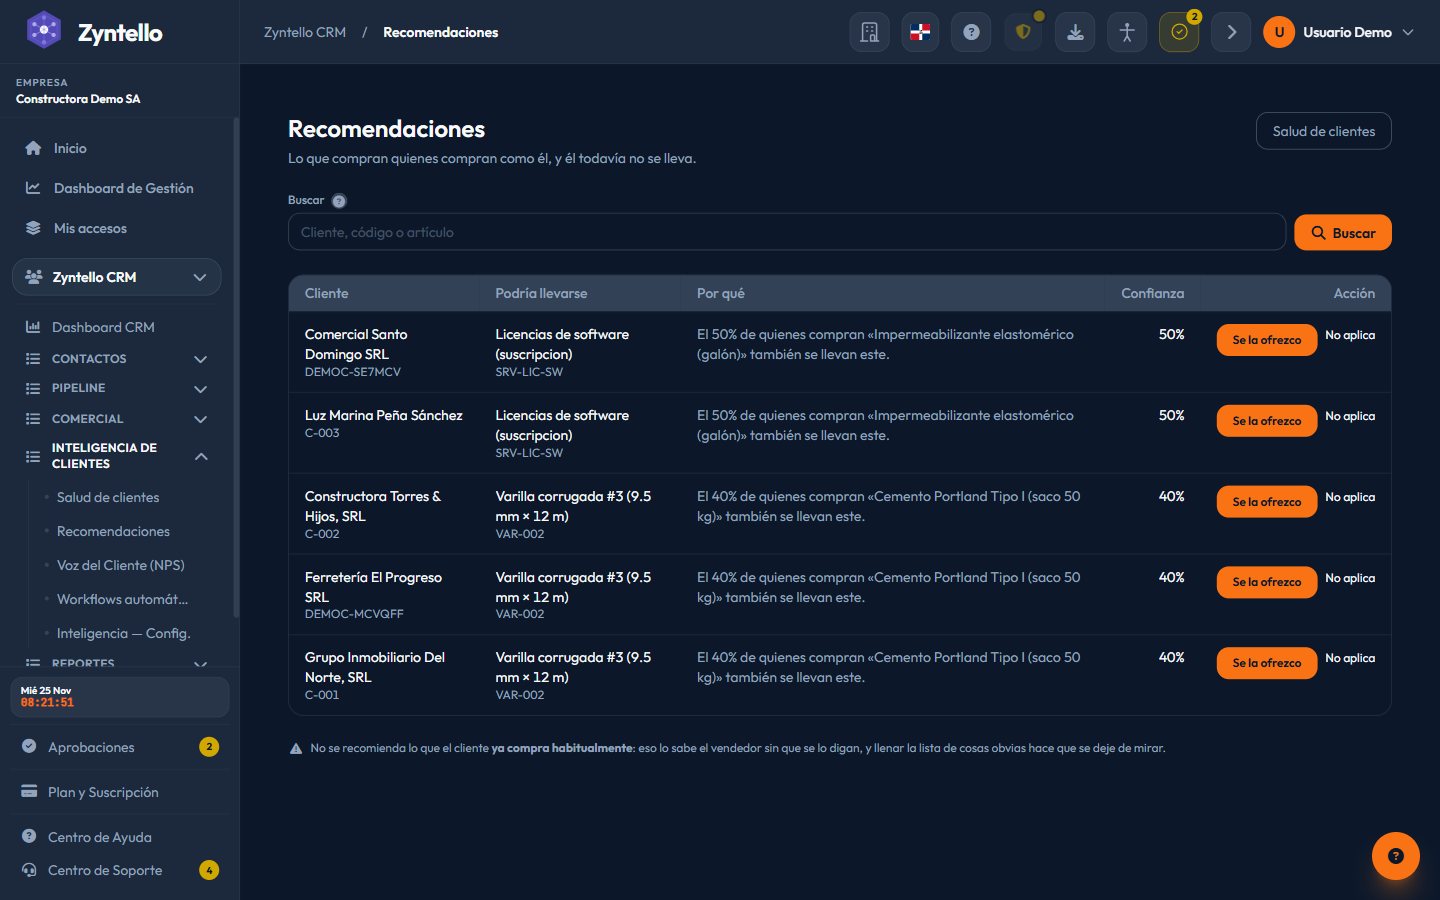 Zyntello
Zyntello CRM / Recomendaciones
2
U Usuario Demo
EMPRESA
Constructora Demo SA
Inicio
Dashboard de Gestión
Mis accesos
Zyntello CRM
Dashboard CRM
CONTACTOS
PIPELINE
COMERCIAL
INTELIGENCIA DE
CLIENTES
Salud de clientes
Recomendaciones
Voz del Cliente (NPS)
Workflows automát...
Inteligencia — Config.
REPORTES
Mié 25 Nov
08:21:51
Aprobaciones 2
Plan y Suscripción
Centro de Ayuda
Centro de Soporte 4
Recomendaciones
Lo que compran quienes compran como él, y él todavía no se lleva.
Salud de clientes
Buscar ?
Cliente, código o artículo
Buscar
Cliente Podría llevarse Por qué Confianza Acción
Comercial Santo
Domingo SRL
DEMOC-SE7MCV
Licencias de software
(suscripcion)
SRV-LIC-SW
El 50% de quienes compran «Impermeabilizante elastomérico
(galón)» también se llevan este.
50%
Se la ofrezco No aplica
Luz Marina Peña Sánchez
C-003
Licencias de software
(suscripcion)
SRV-LIC-SW
El 50% de quienes compran «Impermeabilizante elastomérico
(galón)» también se llevan este.
50%
Se la ofrezco No aplica
Constructora Torres &
Hijos, SRL
C-002
Varilla corrugada #3 (9.5
mm × 12 m)
VAR-002
El 40% de quienes compran «Cemento Portland Tipo I (saco 50
kg)» también se llevan este.
40%
Se la ofrezco No aplica
Ferretería El Progreso
SRL
DEMOC-MCVQFF
Varilla corrugada #3 (9.5
mm × 12 m)
VAR-002
El 40% de quienes compran «Cemento Portland Tipo I (saco 50
kg)» también se llevan este.
40%
Se la ofrezco No aplica
Grupo Inmobiliario Del
Norte, SRL
C-001
Varilla corrugada #3 (9.5
mm × 12 m)
VAR-002
El 40% de quienes compran «Cemento Portland Tipo I (saco 50
kg)» también se llevan este.
40%
Se la ofrezco No aplica
No se recomienda lo que el cliente ya compra habitualmente: eso lo sabe el vendedor sin que se lo digan, y llenar la lista de cosas obvias hace que se deje de mirar.